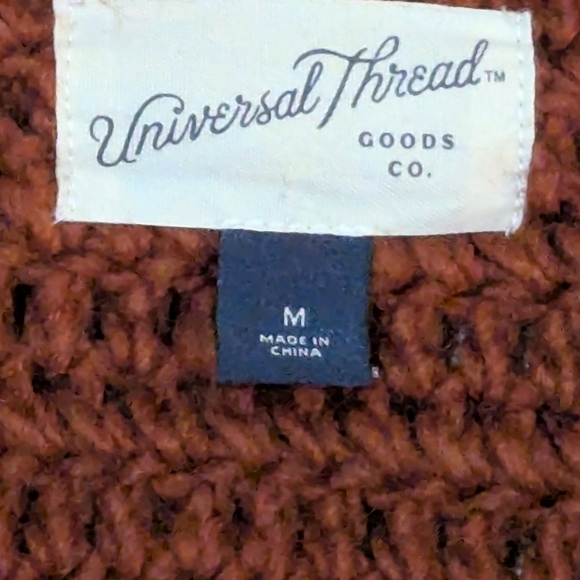 Universal Thread™
GOODS
CO.
M
MADE IN
CHINA